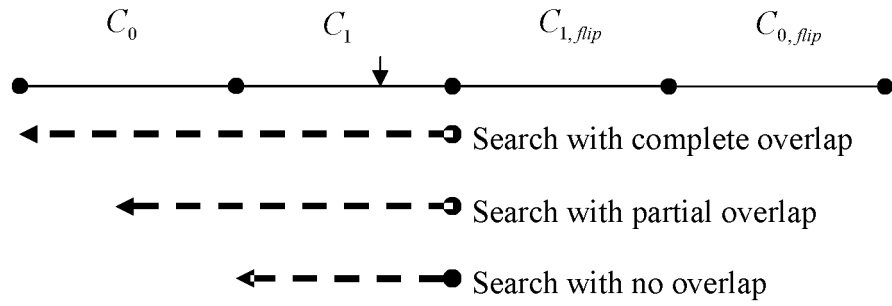 C0 C1 C1, flip C0, flip
Search with complete overlap
Search with partial overlap
Search with no overlap